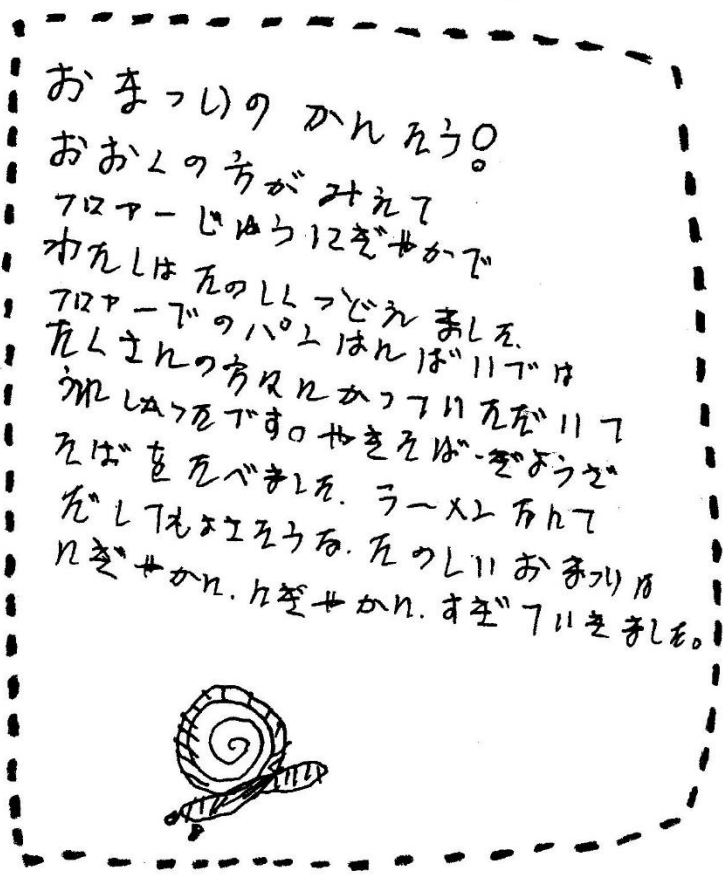 おまつりの かんそう!
おおくの方が みえて
フロアーじゅうにぎやかで
わたしは たのしく つどえ ました.
フロアーでのパン はんばいでは
たくさんの方々に かっていただいて
うれしかったです。やきそば・ぎょうざ
そばをたべました. ラーメン なんて
だしてもよさそうな. たのしいおまつりは
にぎやかに. にぎやかに. すぎていきました。